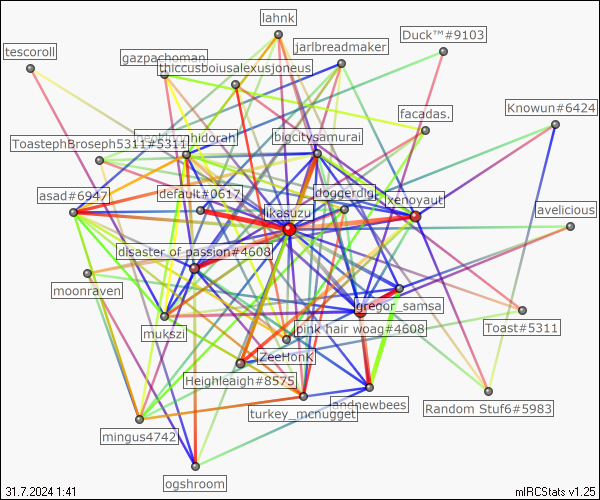 lahnk
Duck™#9103
tescoroll
jarlbreadmaker
gazpachoman
thiccusboiusalexusjoneus
facadas.
Knowun#6424
bigcitysamurai
ToastephBroseph5311#5311
default#0617
doggerdig
asad#6947
xenoyaut
likasuzu
avelicious
disaster of passion#4608
moonraven
gregor_samsa
mukszi
pink hair woag#4608
Toast#5311
ZeeHonK
Heighleaigh#8575
landnewbees
Random Stuf6#5983
turkey_mcnugget
mingus4742
ogshroom
31.7.2024 1:41
mIRCStats v1.25